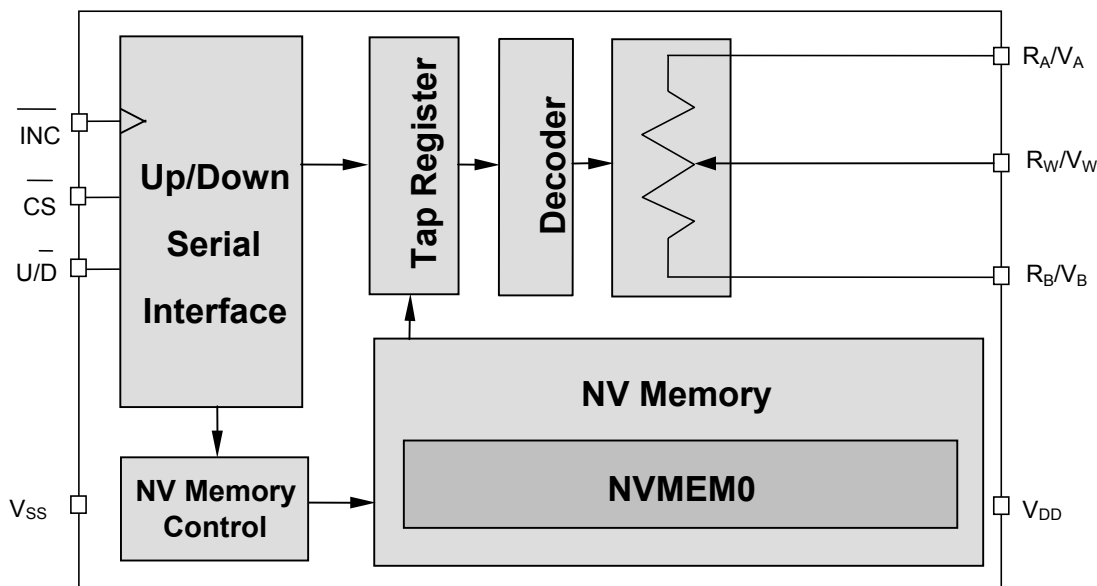 INC
CS
U/D
Up/Down
Serial
Interface
Tap Register
Decoder
RA/VA
RW/VW
RB/VB
NV Memory
NVMEM0
NV Memory
Control
VSS
VDD